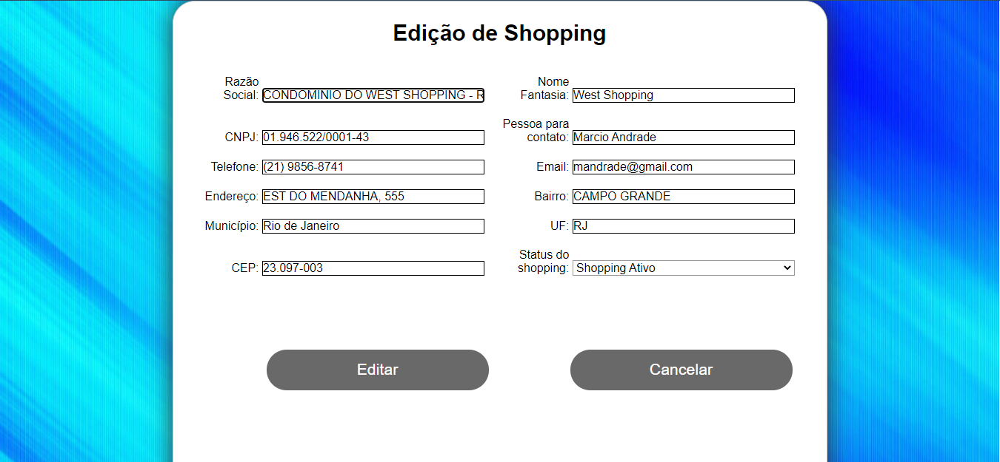 Edição de Shopping
Razão
Social: CONDOMINIO DO WEST SHOPPING - R
Nome
Fantasia: West Shopping
CNPJ: 01.946.522/0001-43
Pessoa para
contato: Marcio Andrade
Telefone: (21) 9856-8741
Email: mandrade@gmail.com
Endereço: EST DO MENDANHA, 555
Bairro: CAMPO GRANDE
Município: Rio de Janeiro
UF: RJ
CEP: 23.097-003
Status do
shopping: Shopping Ativo
Editar
Cancelar